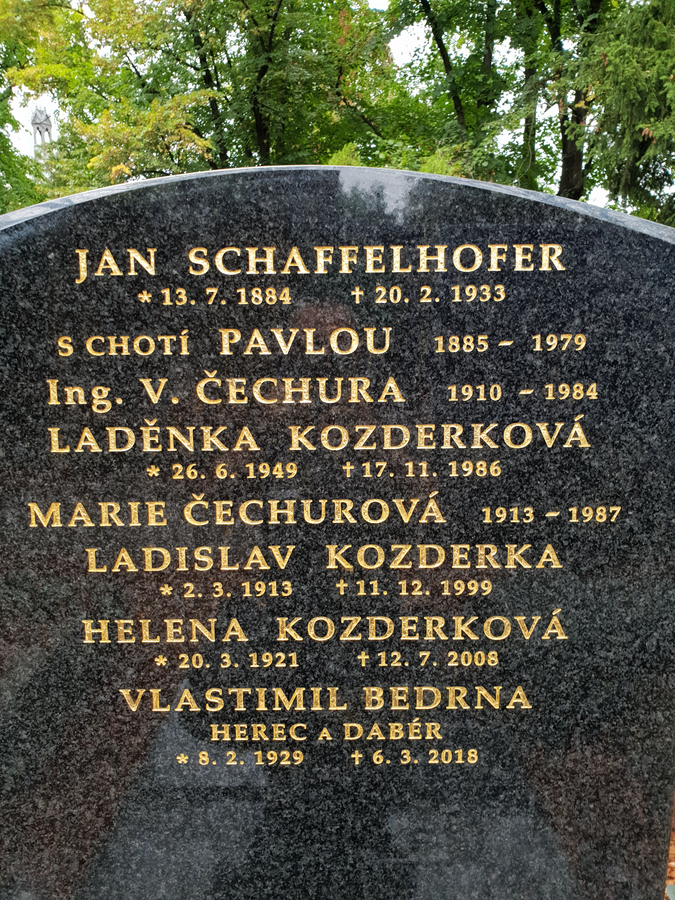 JAN SCHAFFELHOFER
* 13. 7. 1884 † 20. 2. 1933
S CHOTÍ PAVLOU 1885 – 1979
Ing. V. ČECHURA 1910 – 1984
LADĚNKA KOZDERKOVÁ
* 26. 6. 1949 † 17. 11. 1986
MARIE ČECHUROVÁ 1913 – 1987
LADISLAV KOZDERKA
* 2. 3. 1913 † 11. 12. 1999
HELENA KOZDERKOVÁ
* 20. 3. 1921 † 12. 7. 2008
VLASTIMIL BEDRNA
HEREC A DABÉR
* 8. 2. 1929 † 6. 3. 2018